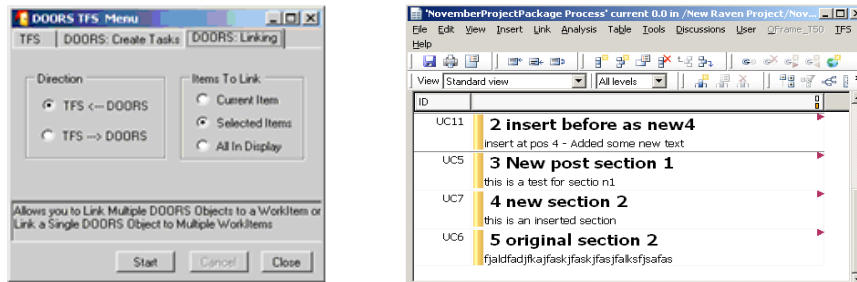 DOORS TFS Menu
TFS
DOORS: Create Tasks
DOORS: Linking
Direction
TFS <-- DOORS
TFS --> DOORS
Items To Link
Current Item
Selected Items
All In Display
Allows you to Link Multiple DOORS Objects to a WorkItem or
Link a Single DOORS Object to Multiple WorkItems
Start
Cancel
Close
'NovemberProjectPackage Process' current 0.0 in /New Raven Project/Nov...
File Edit View Insert Link Analysis Table Tools Discussions User QFrame_T50 TFS
Help
View Standard view All levels
ID
UC11 2 insert before as new4
insert at pos 4 - Added some new text
UC5 3 New post section 1
this is a test for sectio n1
UC7 4 new section 2
this is an inserted section
UC6 5 original section 2